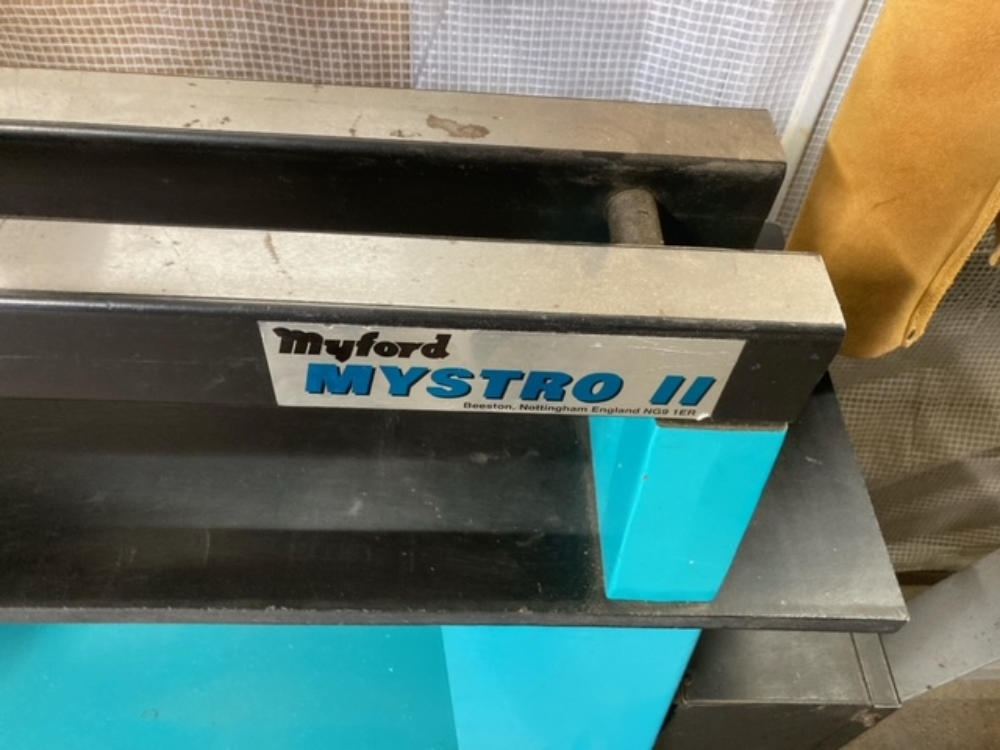 Myford
MYSTRO II
Beeston, Nottingham England NG9 1ER